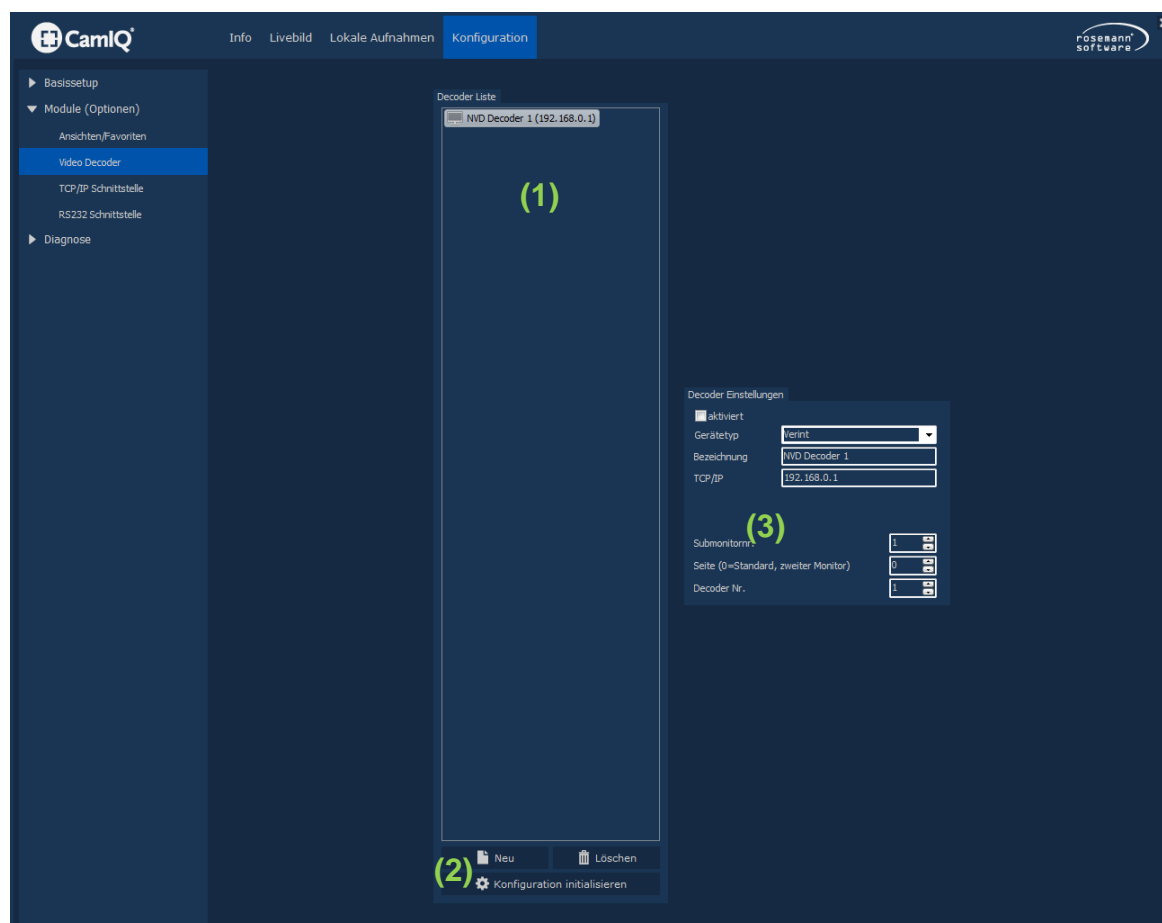 CamIQ®
Info Livebild Lokale Aufnahmen Konfiguration
rosemann®
software
Basissetup
Module (Optionen)
Ansichten/Favoriten
Video Decoder
TCP/IP Schnittstelle
RS232 Schnittstelle
Diagnose
Decoder Liste
NVD Decoder 1 (192.168.0.1)
(1)
Neu
Löschen
(2)
Konfiguration initialisieren
Decoder Einstellungen
aktiviert
Gerätetyp Verint
Bezeichnung NVD Decoder 1
TCP/IP 192.168.0.1
(3)
Submonitornr. 1
Seite (0=Standard, zweiter Monitor) 0
Decoder Nr. 1